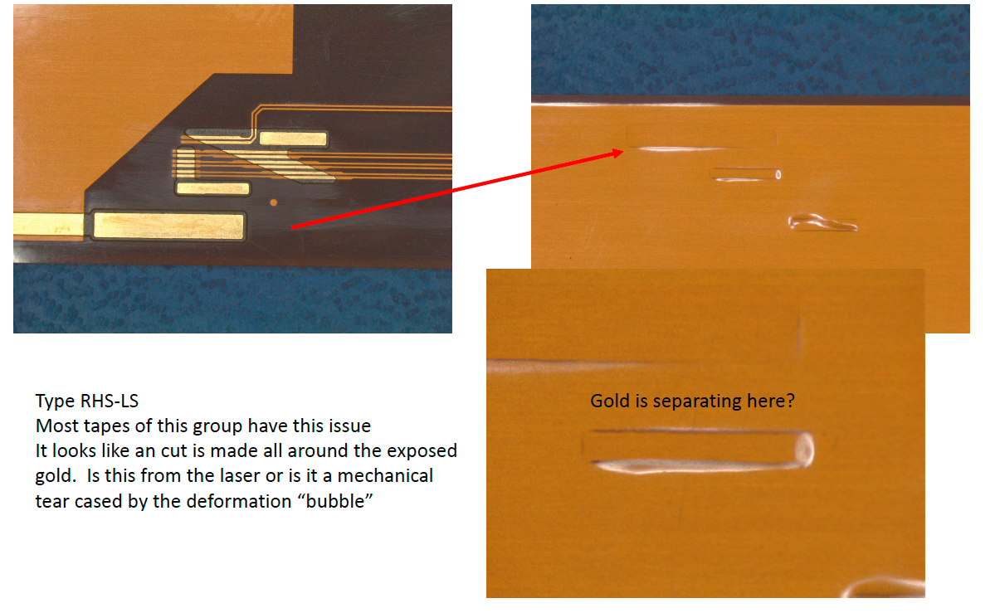 Type RHS-LS
Most tapes of this group have this issue
It looks like an cut is made all around the exposed
gold.  Is this from the laser or is it a mechanical
tear cased by the deformation “bubble”
Gold is separating here?